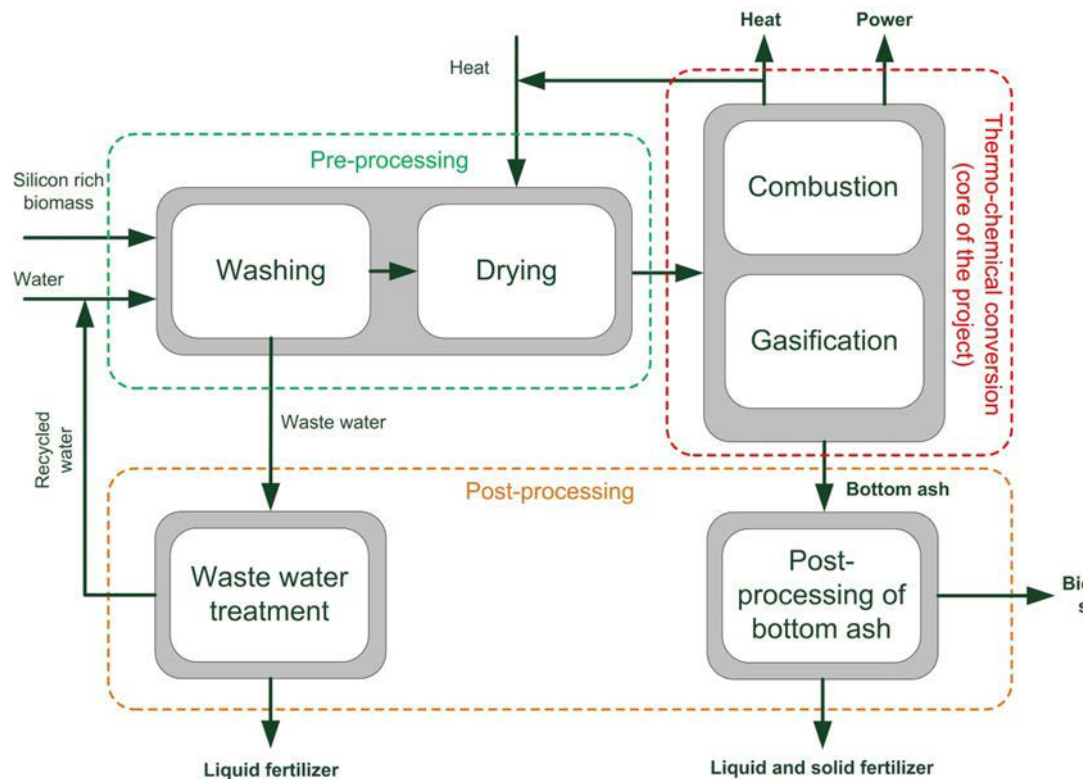 Heat
Power
Heat
Pre-processing
Silicon rich
biomass
Water
Washing
Drying
Combustion
Gasification
Thermo-chemical conversion
(core of the project)
Waste water
Recycled
water
Post-processing
Bottom ash
Waste water
treatment
Post-
processing of
bottom ash
Liquid fertilizer
Liquid and solid fertilizer